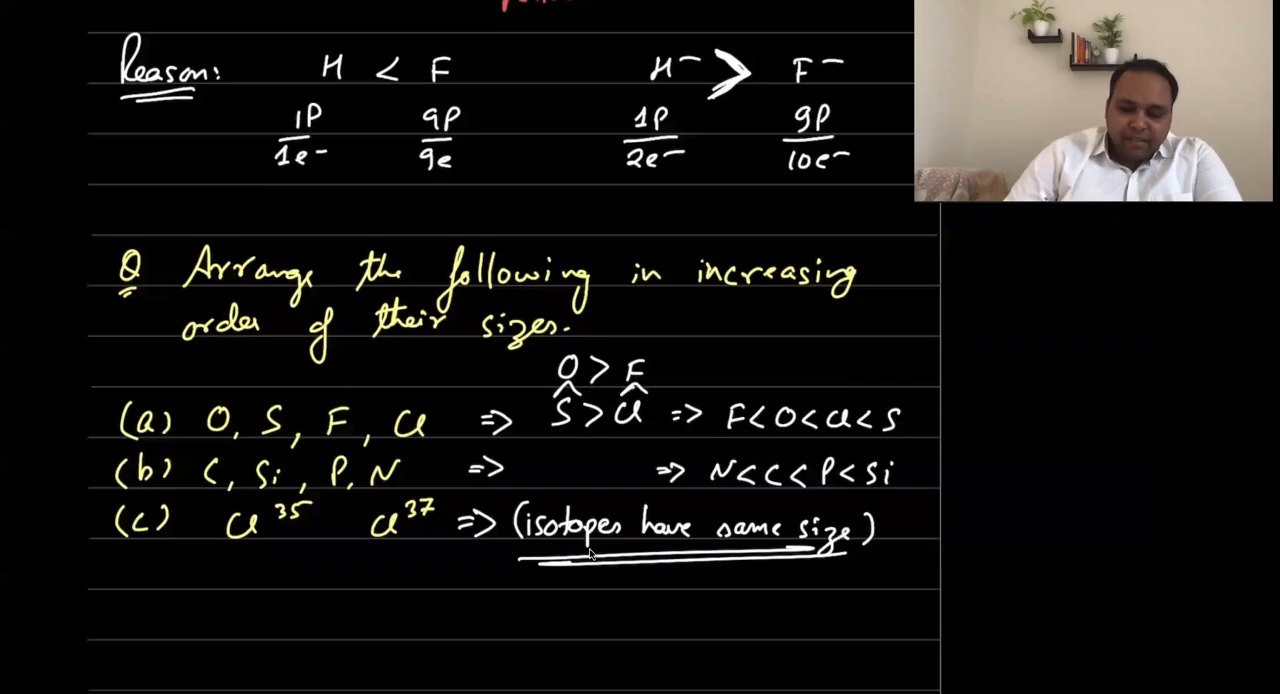 Reason: H < F H⁻ > F⁻
1P 9P 1P 9P
1e⁻ 9e 2e⁻ 10e⁻
Q Arrange the following in increasing
order of their sizes.
O > F
(a) O, S, F, Cl => S > Cl => F < O < Cl < S
(b) C, Si, P, N => => N < C < P < Si
(c) Cl³⁵ Cl³⁷ => (isotopes have same size)